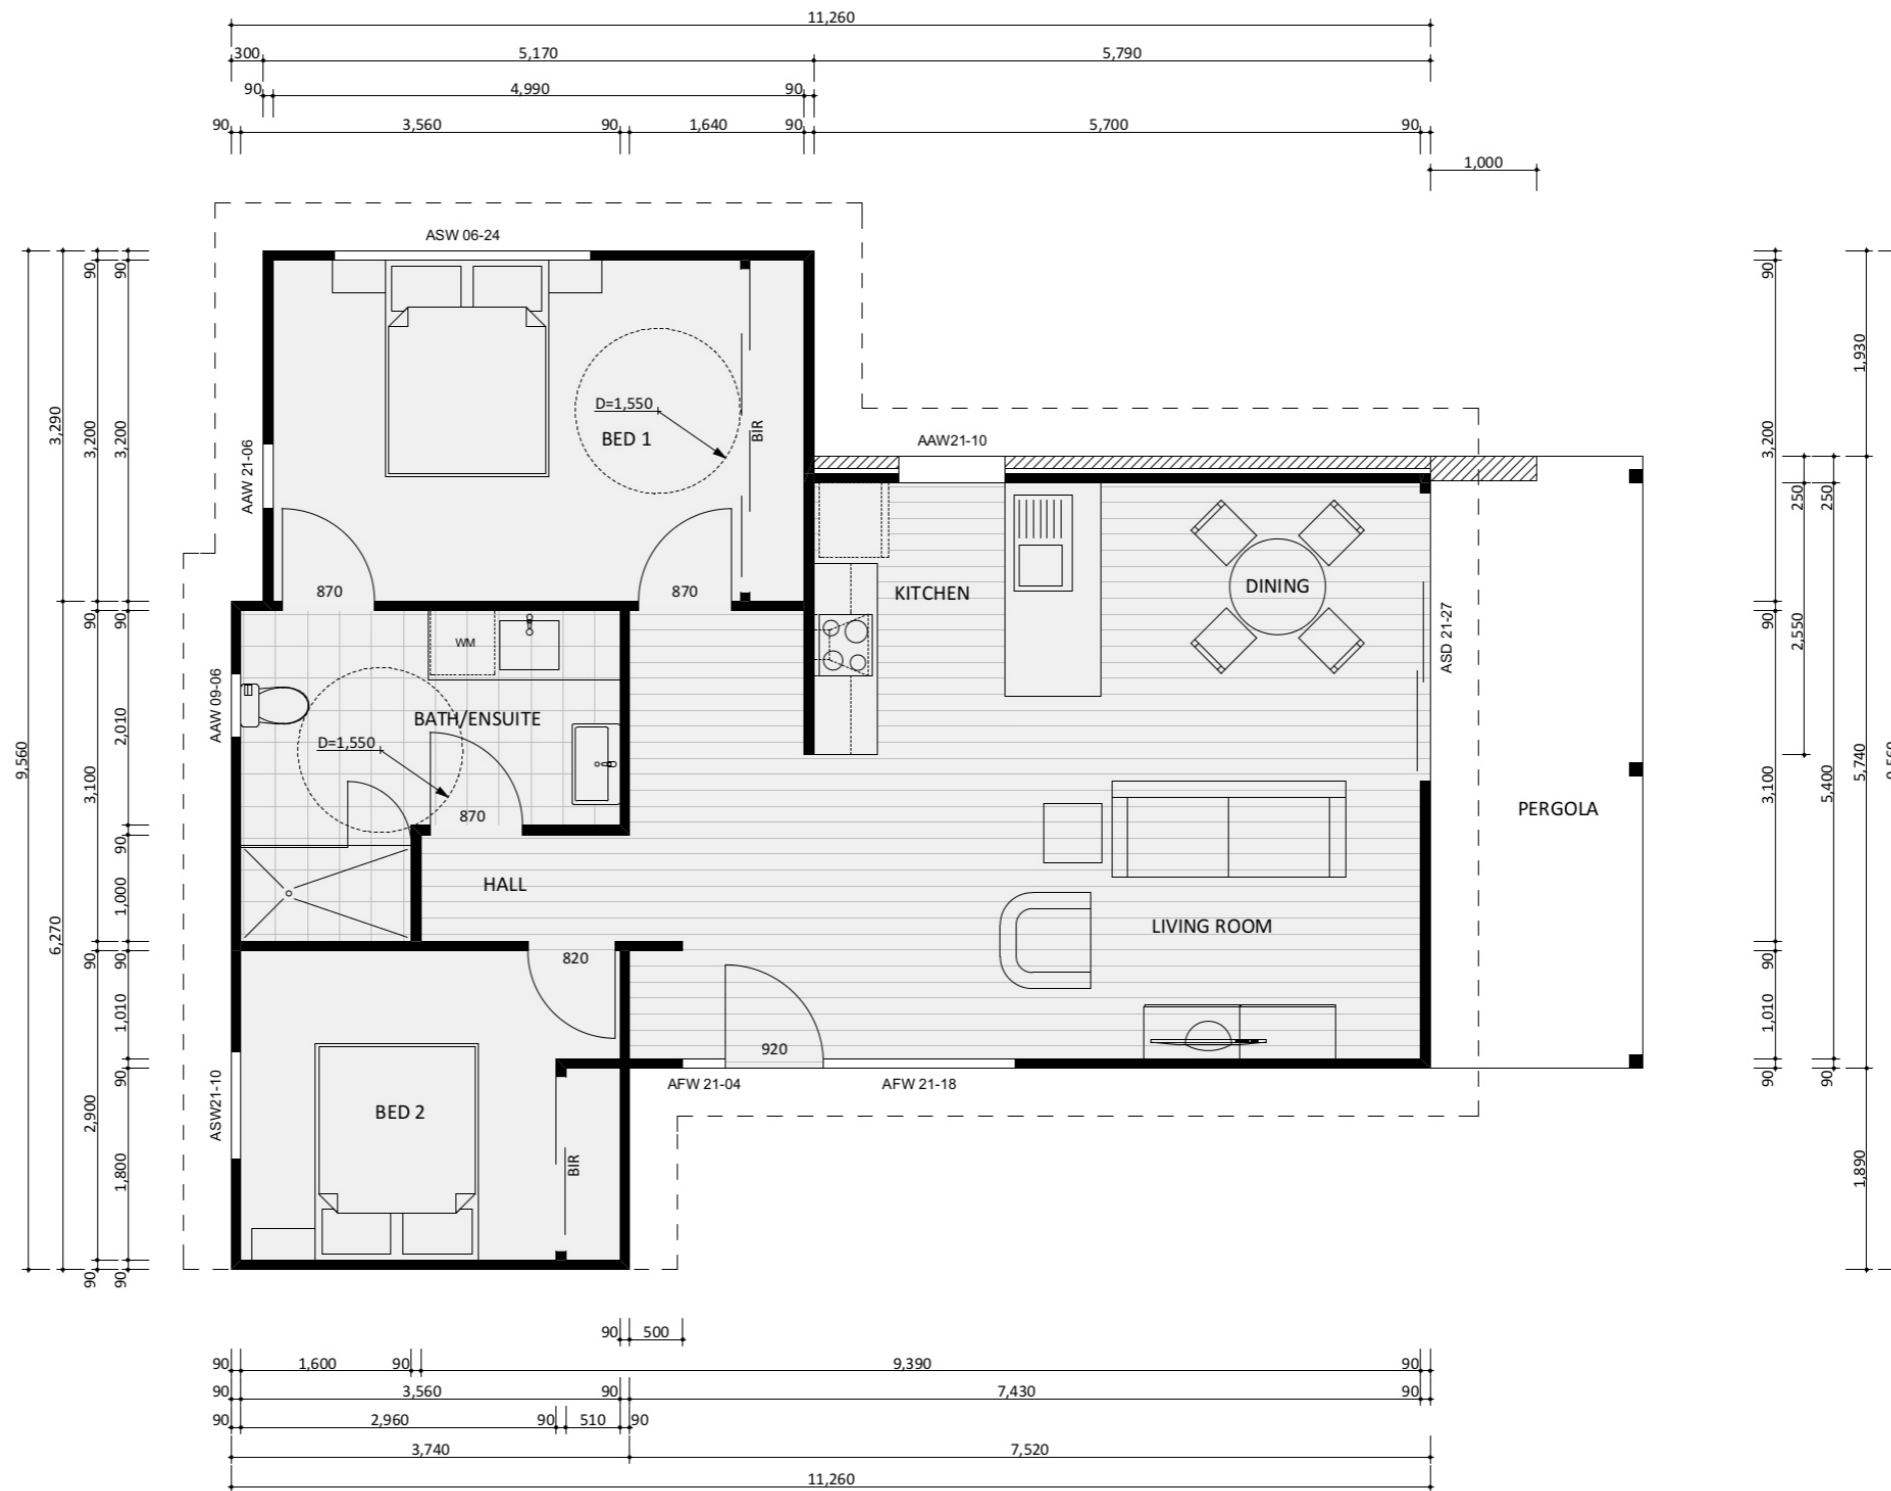 11,260
300 5,170 5,790
90 4,990 90
90 3,560 90 1,640 90 5,700 90
1,000
ASW 06-24
AAW 21-06
D=1,550
BED 1
BIR
870
870
AAW21-10
KITCHEN
DINING
ASD 21-27
WM
AAW 09-06
BATH/ENSUITE
D=1,550
870
HALL
PERGOLA
LIVING ROOM
820
920
AFW 21-04
AFW 21-18
ASW21-10
BED 2
BIR
9,560
3,290
6,270
90
3,200
90
3,100
90
2,900
90
90
3,200
90
2,010
90
1,000
90
1,010
90
1,800
90
90
3,200
90
3,100
90
1,010
90
250
2,550
250
5,400
90
1,930
5,740
1,890
90 500
90 1,600 90 9,390 90
90 3,560 90 7,430 90
90 2,960 90 510 90
3,740 7,520
11,260